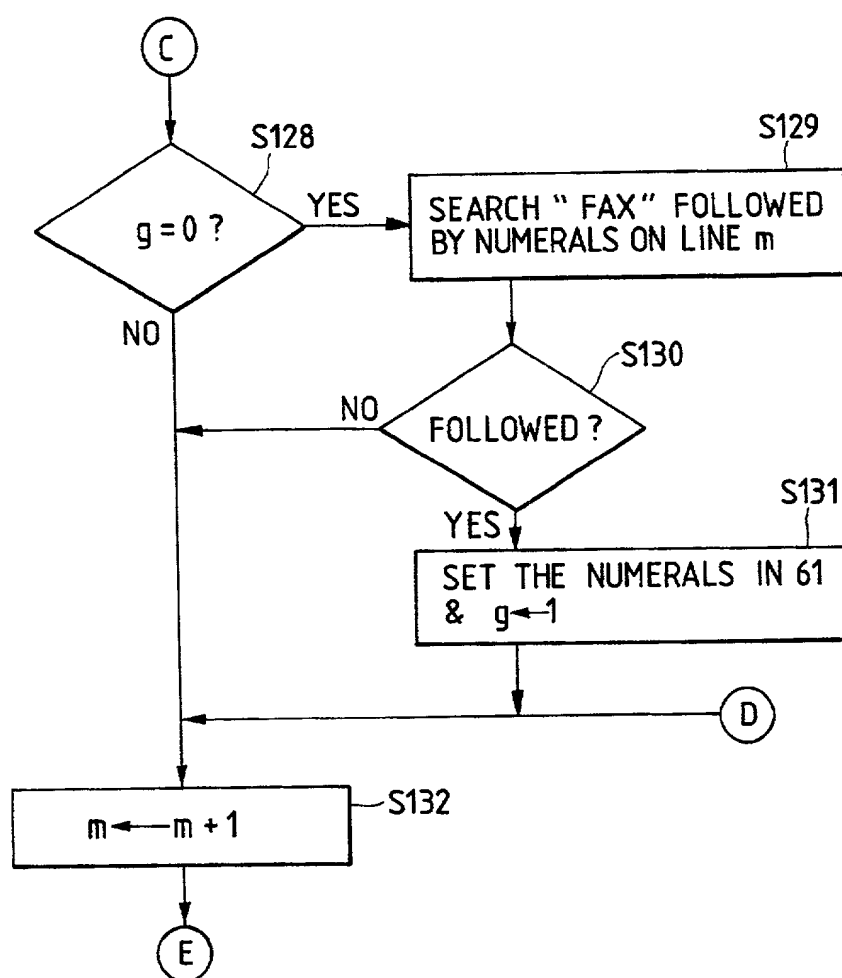 C
S128
g=0 ?
YES
NO
S129
SEARCH " FAX" FOLLOWED
BY NUMERALS ON LINE m
S130
FOLLOWED ?
NO
YES
S131
SET THE NUMERALS IN 61
& g←1
D
m←m+1
S132
E